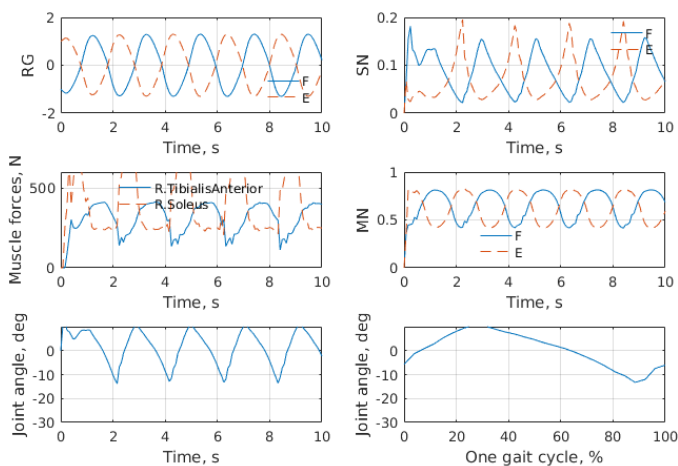 2
0
-2
RG
F
E
0 2 4 6 8 10
Time, s
0.2
0.1
0
SN
F
E
0 2 4 6 8 10
Time, s
500
0
Muscle forces, N
R.TibialisAnterior
R.Soleus
0 2 4 6 8 10
Time, s
1
0.5
0
MN
F
E
0 2 4 6 8 10
Time, s
0
-10
-20
-30
Joint angle, deg
0 2 4 6 8 10
Time, s
0
-10
-20
-30
Joint angle, deg
0 20 40 60 80 100
One gait cycle, %